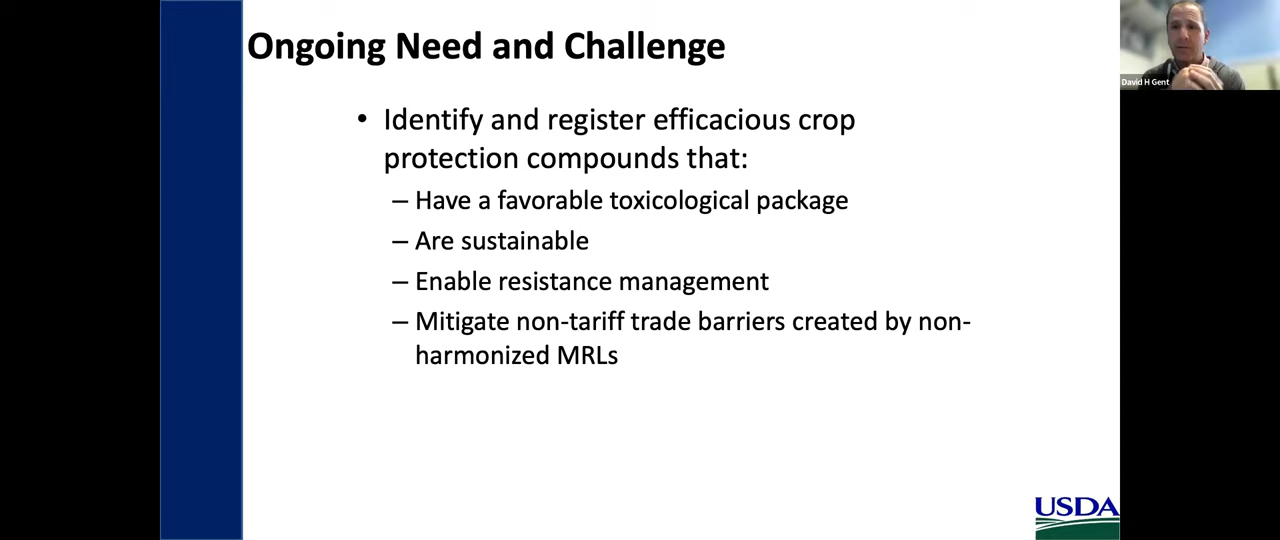 Ongoing Need and Challenge
• Identify and register efficacious crop
protection compounds that:
– Have a favorable toxicological package
– Are sustainable
– Enable resistance management
– Mitigate non-tariff trade barriers created by non-
harmonized MRLs
David H Gent
USDA